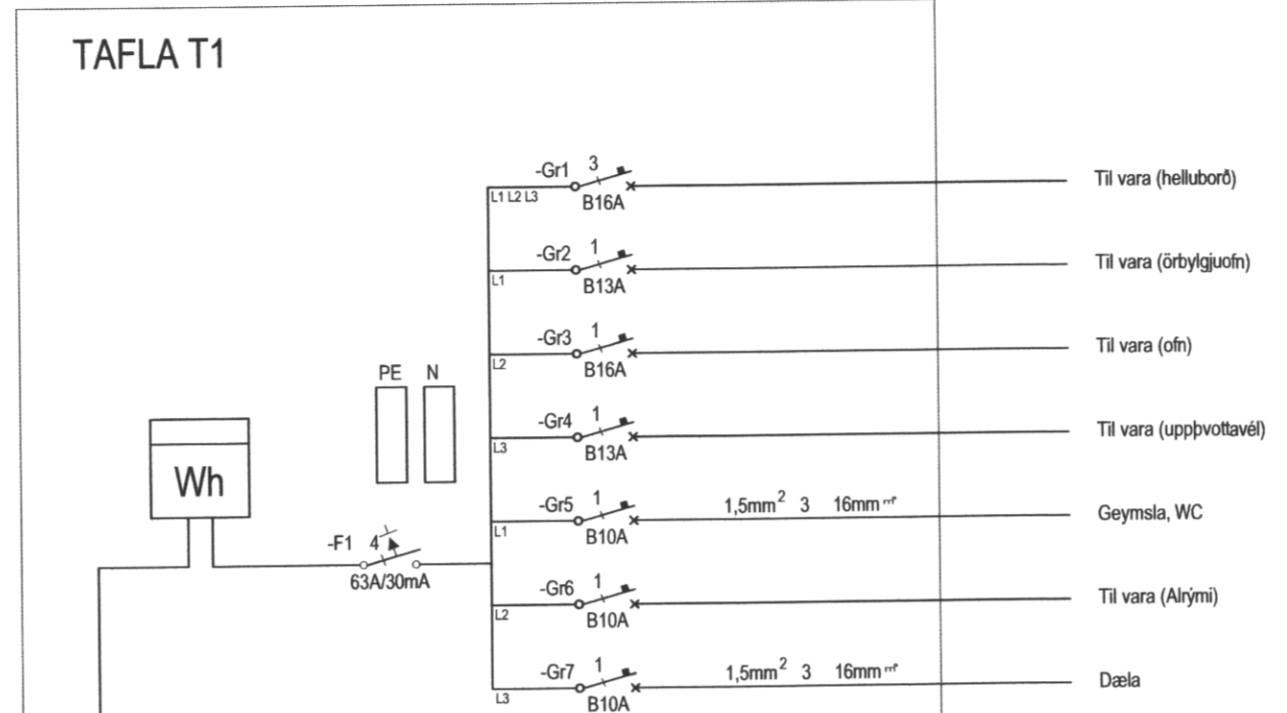 TAFLA T1
-Gr1 3
L1 L2 L3 B16A Til vara (helluborð)
-Gr2 1
L1 B13A Til vara (örbylgjuofn)
-Gr3 1
L2 B16A Til vara (ofn)
PE N
-Gr4 1
L3 B13A Til vara (uppþvottavél)
Wh
-Gr5 1 1,5mm² 3 16mm
L1 B10A Geymsla, WC
-F1 4
63A/30mA
-Gr6 1
L2 B10A Til vara (Alrými)
-Gr7 1 1,5mm² 3 16mm
L3 B10A Dæla